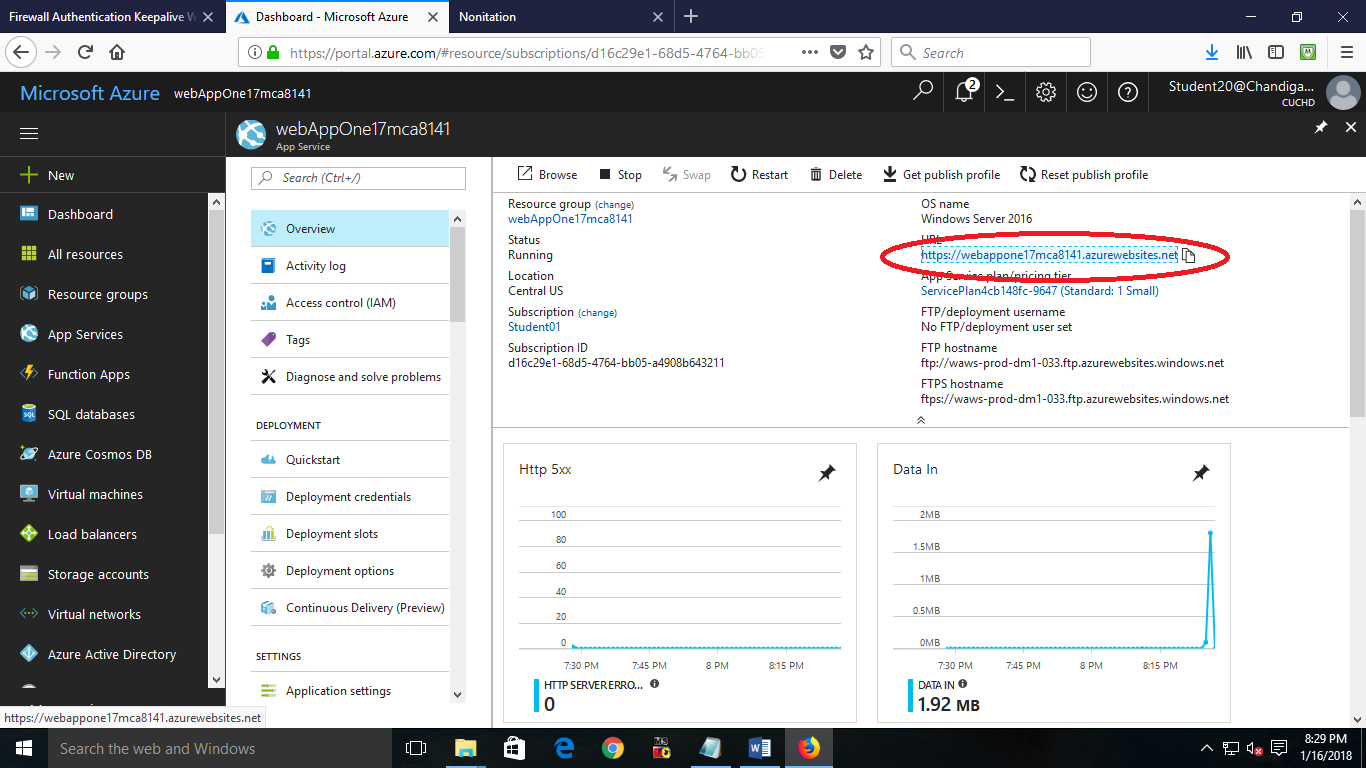 Firewall Authentication Keepalive W
Dashboard - Microsoft Azure
Nonitation
https://portal.azure.com/#resource/subscriptions/d16c29e1-68d5-4764-bb05
Search
Microsoft Azure webAppOne17mca8141
2
Student20@Chandiga...
CUCHD
webAppOne17mca8141
App Service
New
Dashboard
All resources
Resource groups
App Services
Function Apps
SQL databases
Azure Cosmos DB
Virtual machines
Load balancers
Storage accounts
Virtual networks
Azure Active Directory
Search (Ctrl+/)
Overview
Activity log
Access control (IAM)
Tags
Diagnose and solve problems
DEPLOYMENT
Quickstart
Deployment credentials
Deployment slots
Deployment options
Continuous Delivery (Preview)
SETTINGS
Application settings
Browse Stop Swap Restart Delete Get publish profile Reset publish profile
Resource group (change)
webAppOne17mca8141
Status
Running
Location
Central US
Subscription (change)
Student01
Subscription ID
d16c29e1-68d5-4764-bb05-a4908b643211
OS name
Windows Server 2016
URL
https://webappone17mca8141.azurewebsites.net
App Service plan/pricing tier
ServicePlan4cb148fc-9647 (Standard: 1 Small)
FTP/deployment username
No FTP/deployment user set
FTP hostname
ftp://waws-prod-dm1-033.ftp.azurewebsites.windows.net
FTPS hostname
ftps://waws-prod-dm1-033.ftp.azurewebsites.windows.net
Http 5xx
100
80
60
40
20
0
7:30 PM 7:45 PM 8 PM 8:15 PM
HTTP SERVER ERRO...
0
Data In
2MB
1.5MB
1MB
0.5MB
0MB
7:30 PM 7:45 PM 8 PM 8:15 PM
DATA IN
1.92 MB
https://webappone17mca8141.azurewebsites.net
Search the web and Windows
8:29 PM
1/16/2018